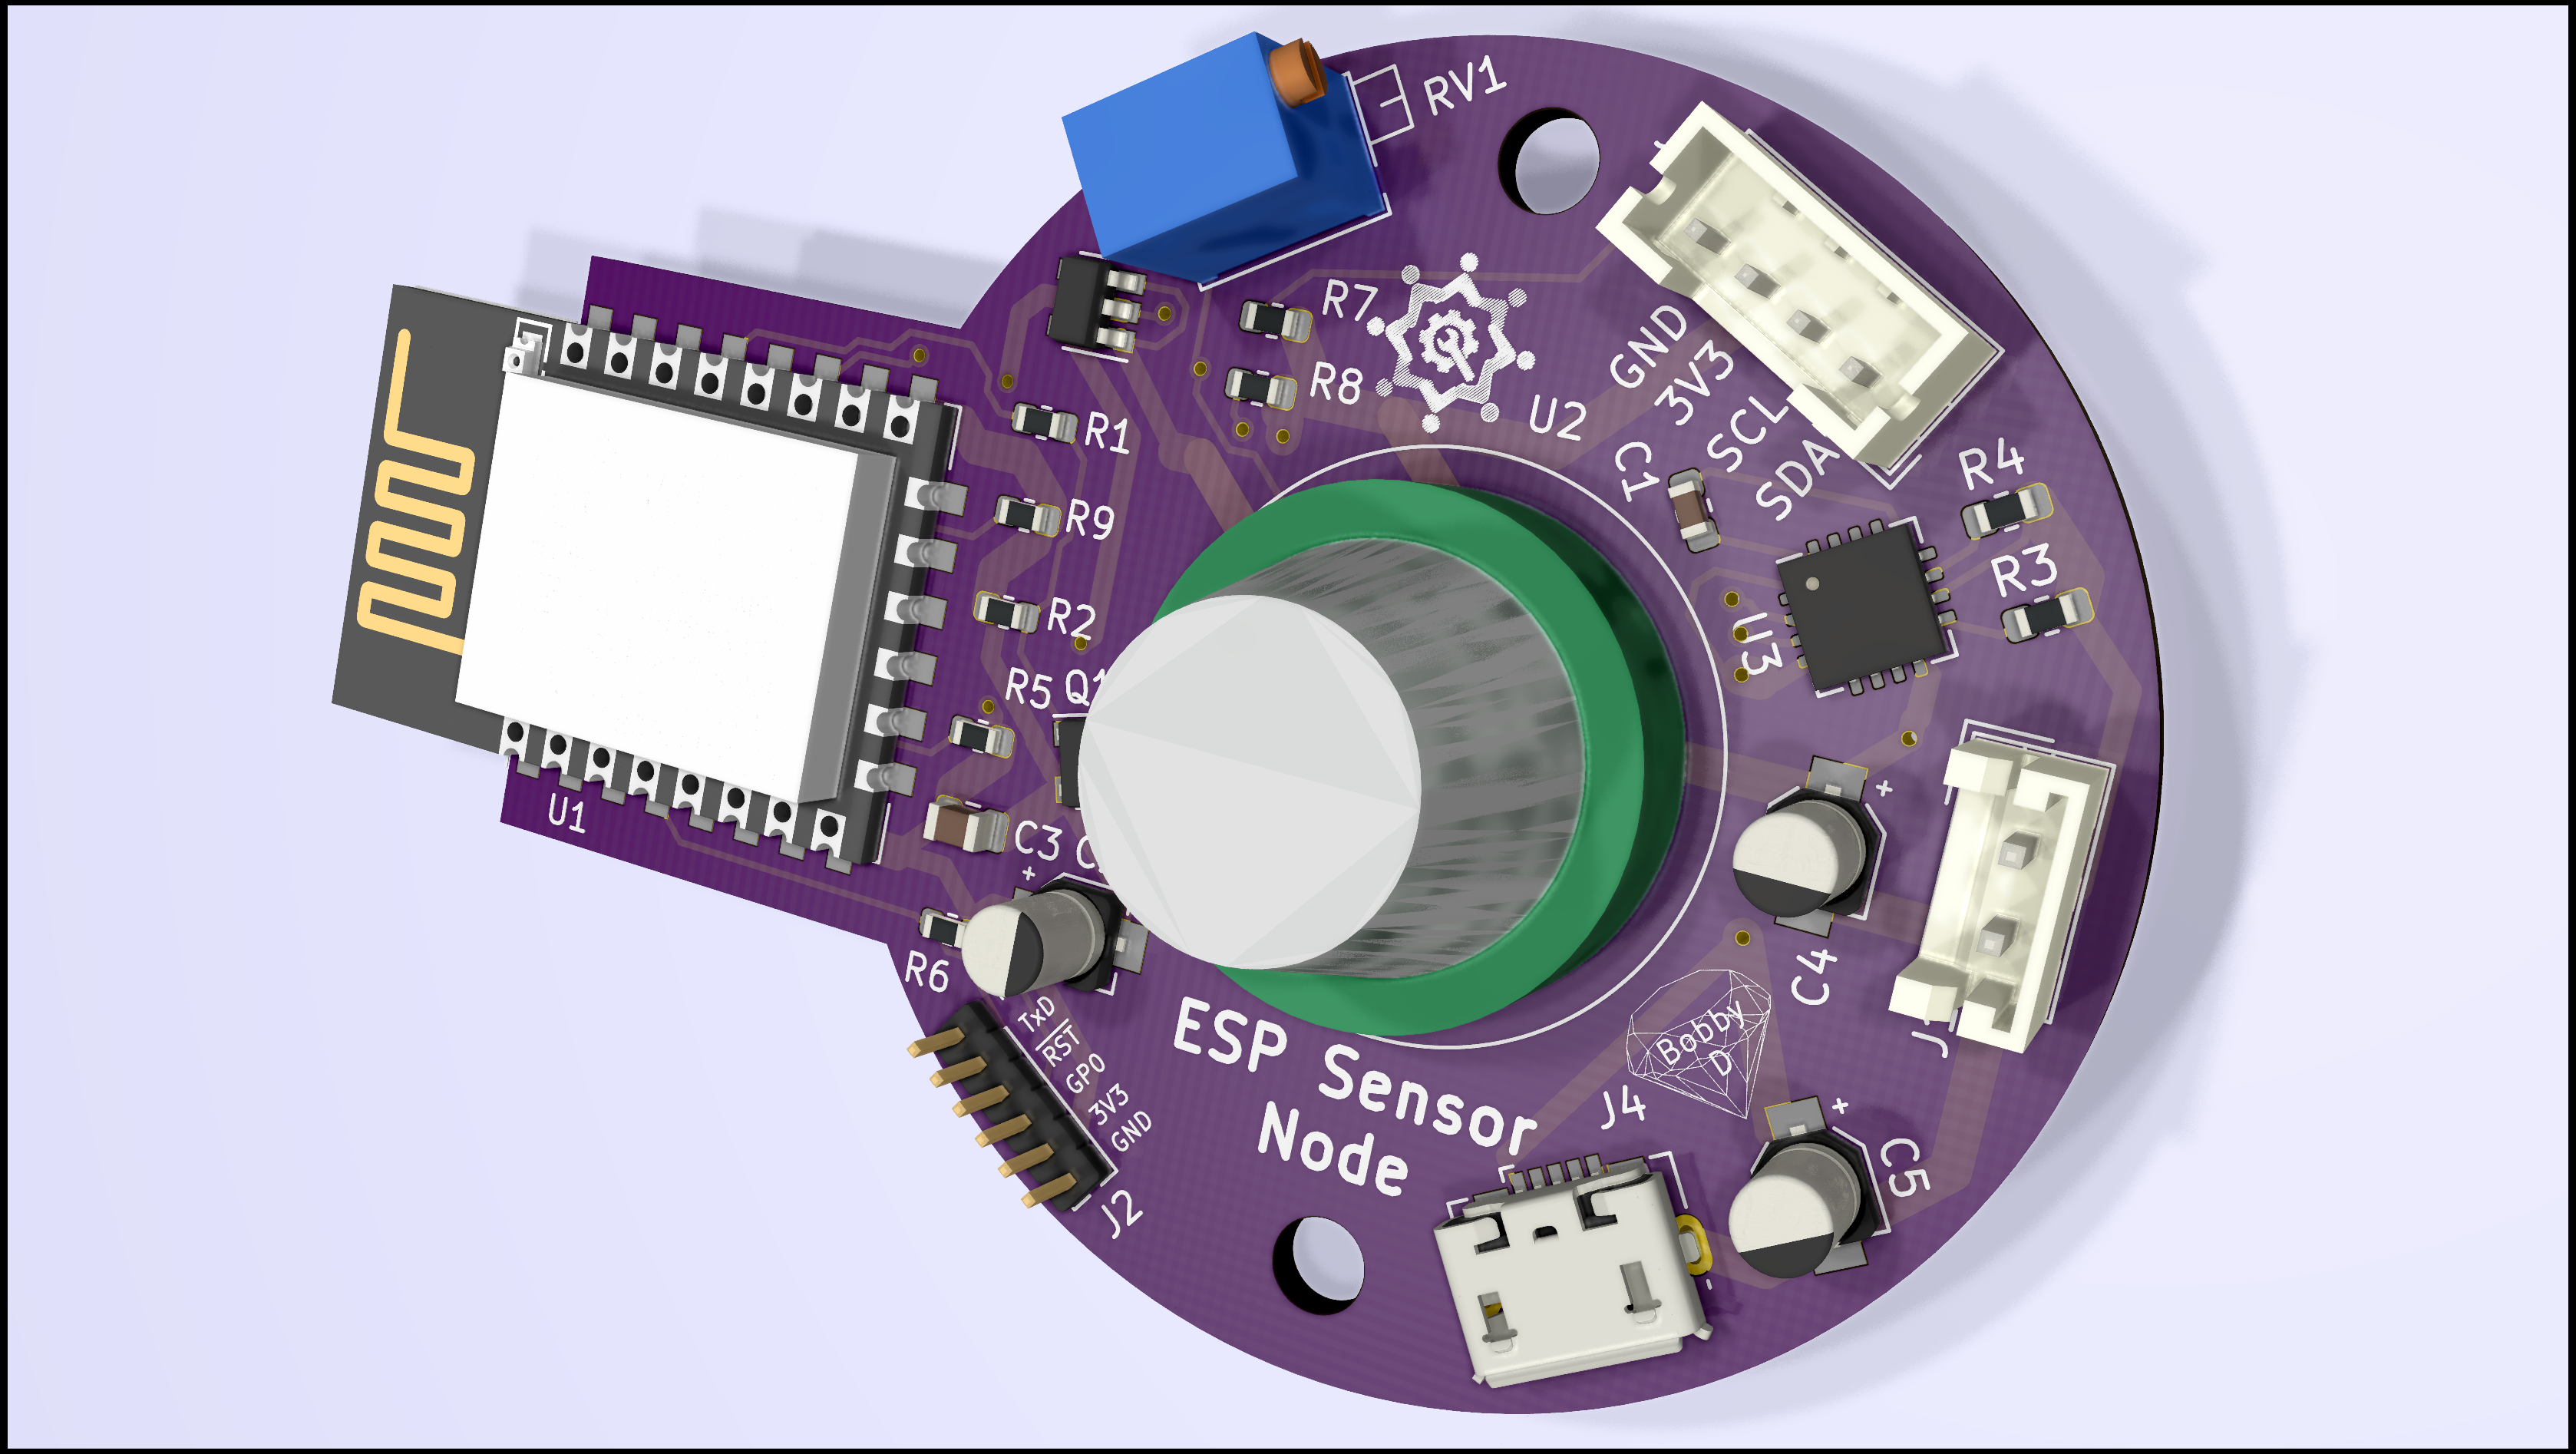 RV1
R7
R8
U2
GND
3V3
SCL
SDA
C1
R4
R3
U3
R1
R9
R2
R5
Q1
U1
C3
+
R6
TxD
RST
GP0
3V3
GND
J2
ESP Sensor
Node
Bobby
D
J4
+
C4
+
C5